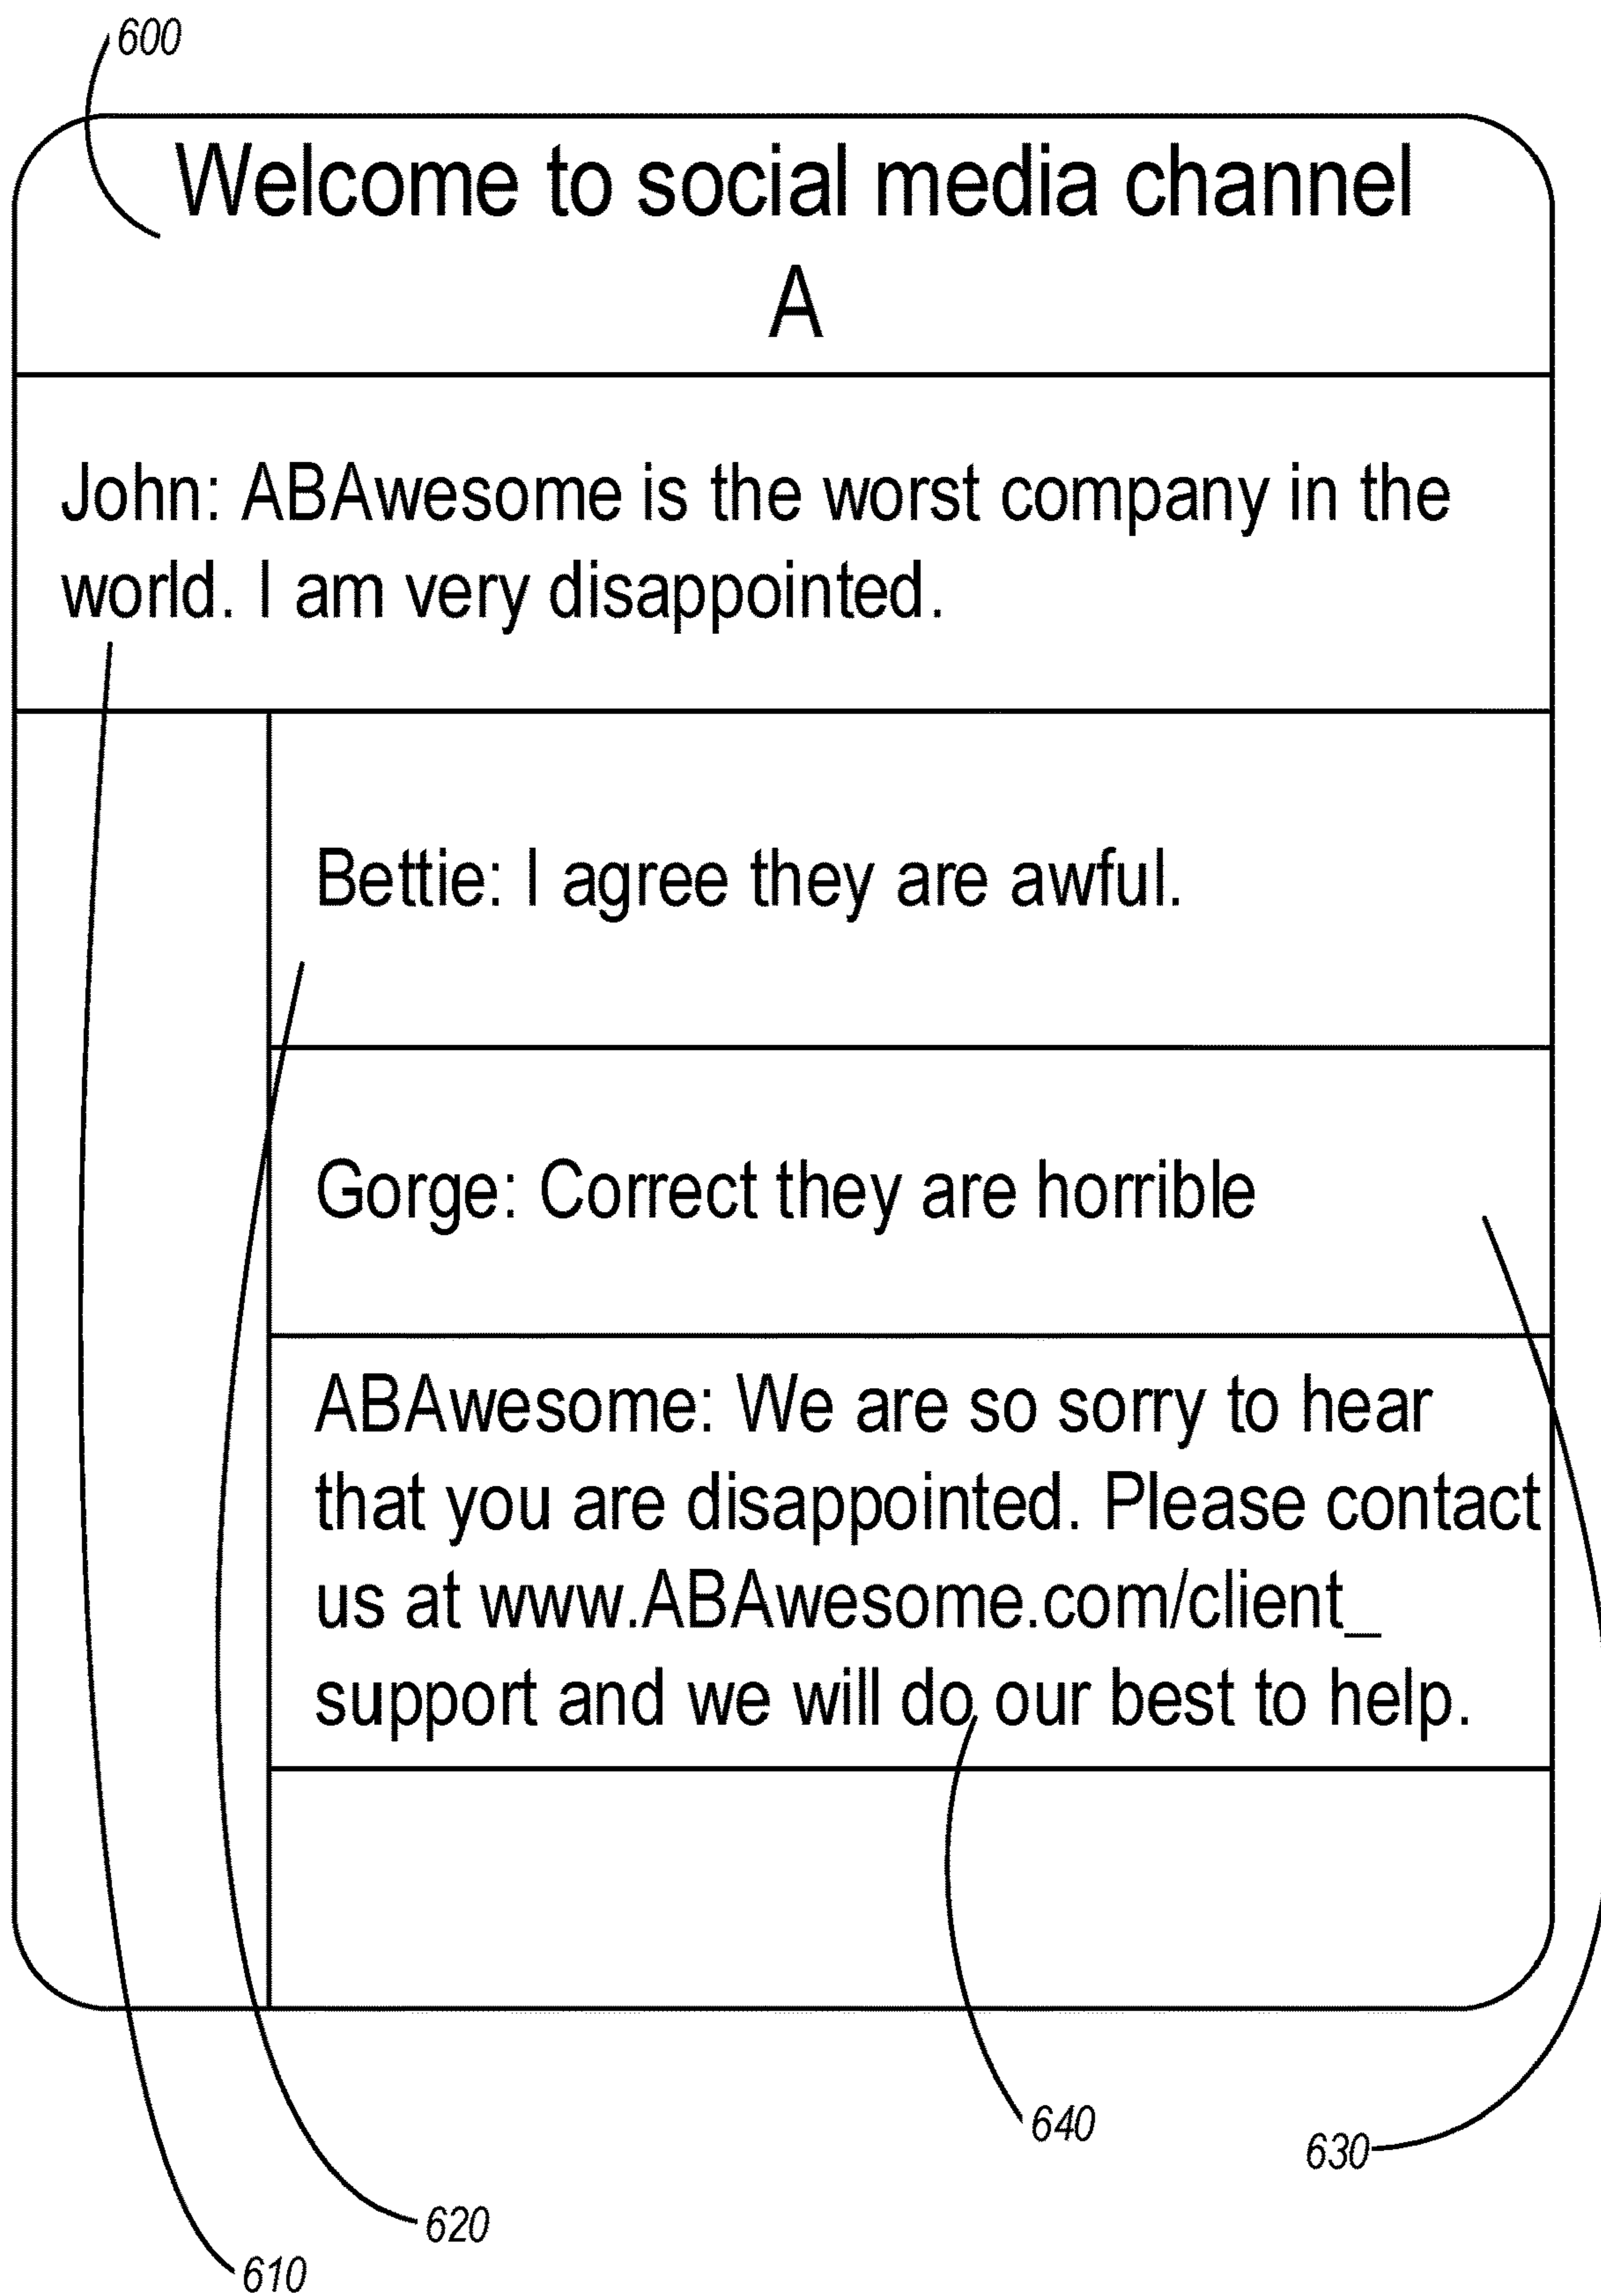 600
Welcome to social media channel
A
John: ABAwesome is the worst company in the
world. I am very disappointed.
Bettie: I agree they are awful.
Gorge: Correct they are horrible
ABAwesome: We are so sorry to hear
that you are disappointed. Please contact
us at www.ABAwesome.com/client_
support and we will do our best to help.
640
630
620
610